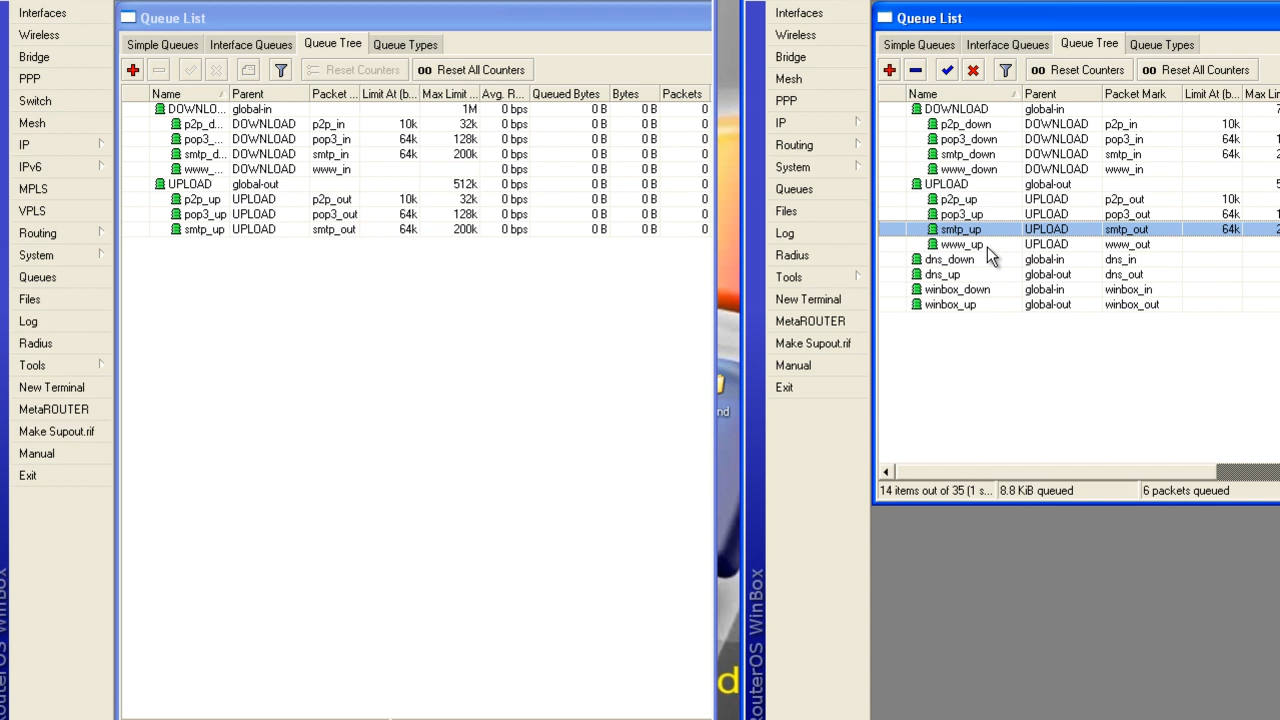 Interfaces
Wireless
Bridge
PPP
Switch
Mesh
IP
IPv6
MPLS
VPLS
Routing
System
Queues
Files
Log
Radius
Tools
New Terminal
MetaROUTER
Make Supout.rif
Manual
Exit
RouterOS WinBox
Queue List
Simple Queues Interface Queues Queue Tree Queue Types
Reset Counters 00 Reset All Counters
Name Parent Packet ... Limit At (b... Max Limit ... Avg. R... Queued Bytes Bytes Packets
DOWNLO... global-in 1M 0 bps 0 B 0 B 0
p2p_d... DOWNLOAD p2p_in 10k 32k 0 bps 0 B 0 B 0
pop3_... DOWNLOAD pop3_in 64k 128k 0 bps 0 B 0 B 0
smtp_d... DOWNLOAD smtp_in 64k 200k 0 bps 0 B 0 B 0
www_... DOWNLOAD www_in 0 bps 0 B 0 B 0
UPLOAD global-out 512k 0 bps 0 B 0 B 0
p2p_up UPLOAD p2p_out 10k 32k 0 bps 0 B 0 B 0
pop3_up UPLOAD pop3_out 64k 128k 0 bps 0 B 0 B 0
smtp_up UPLOAD smtp_out 64k 200k 0 bps 0 B 0 B 0
nd
d
Interfaces
Wireless
Bridge
Mesh
PPP
IP
Routing
System
Queues
Files
Log
Radius
Tools
New Terminal
MetaROUTER
Make Supout.rif
Manual
Exit
RouterOS WinBox
Queue List
Simple Queues Interface Queues Queue Tree Queue Types
00 Reset Counters 00 Reset All Counters
Name Parent Packet Mark Limit At (b... Max Lim
DOWNLOAD global-in
p2p_down DOWNLOAD p2p_in 10k
pop3_down DOWNLOAD pop3_in 64k
smtp_down DOWNLOAD smtp_in 64k
www_down DOWNLOAD www_in
UPLOAD global-out
p2p_up UPLOAD p2p_out 10k
pop3_up UPLOAD pop3_out 64k
smtp_up UPLOAD smtp_out 64k
www_up UPLOAD www_out
dns_down global-in dns_in
dns_up global-out dns_out
winbox_down global-in winbox_in
winbox_up global-out winbox_out
14 items out of 35 (1 s... 8.8 KiB queued 6 packets queued